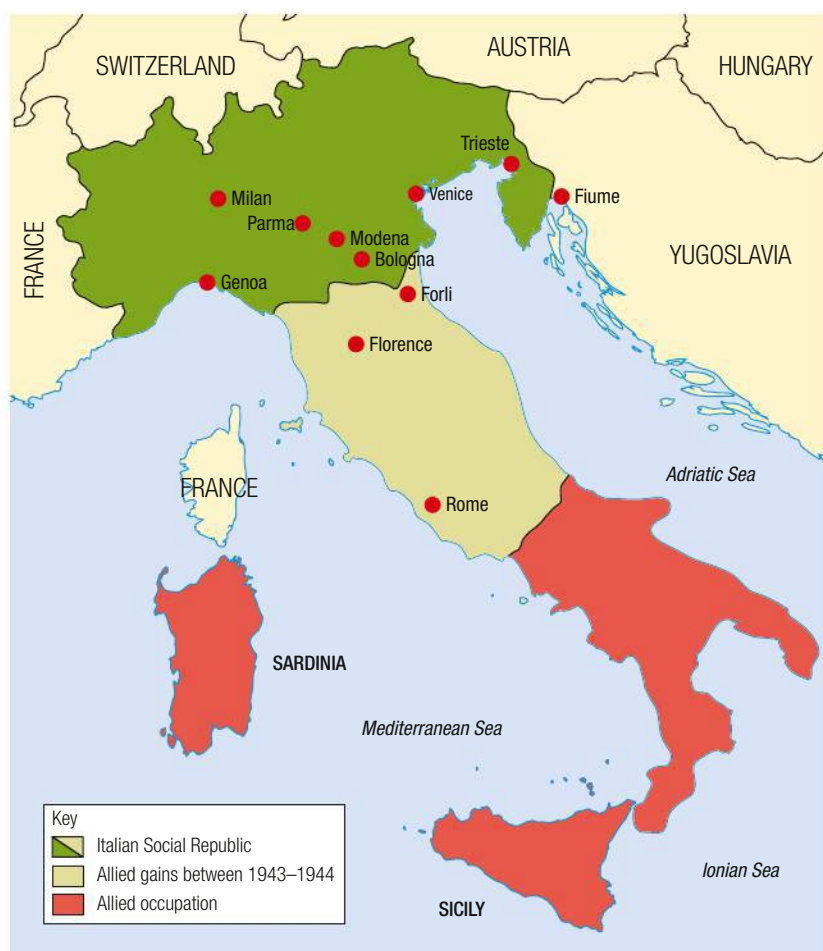 AUSTRIA
SWITZERLAND
HUNGARY
Trieste
Milan
Venice
Fiume
Parma
Modena
FRANCE
YUGOSLAVIA
Bologna
Genoa
Forli
Florence
Adriatic Sea
FRANCE
Rome
SARDINIA
Mediterranean Sea
Key
Italian Social Republic
Allied gains between 1943–1944
Allied occupation
Ionian Sea
SICILY